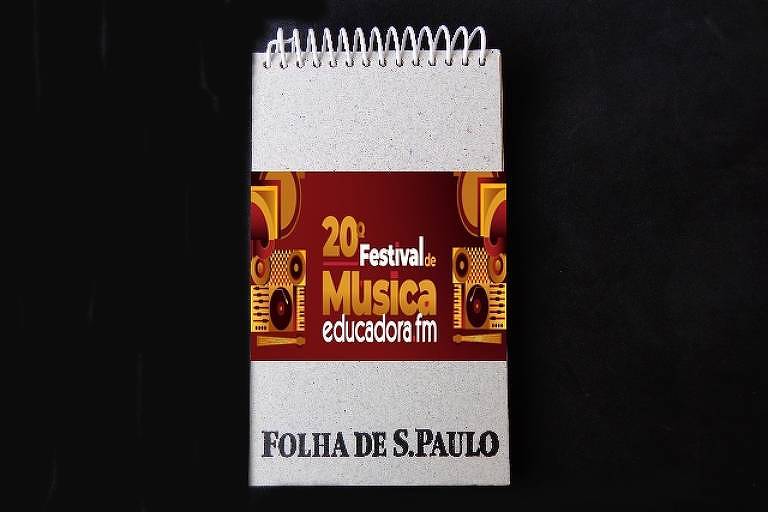 20º
Festival de
Musica
educadora fm
FOLHA DE S.PAULO